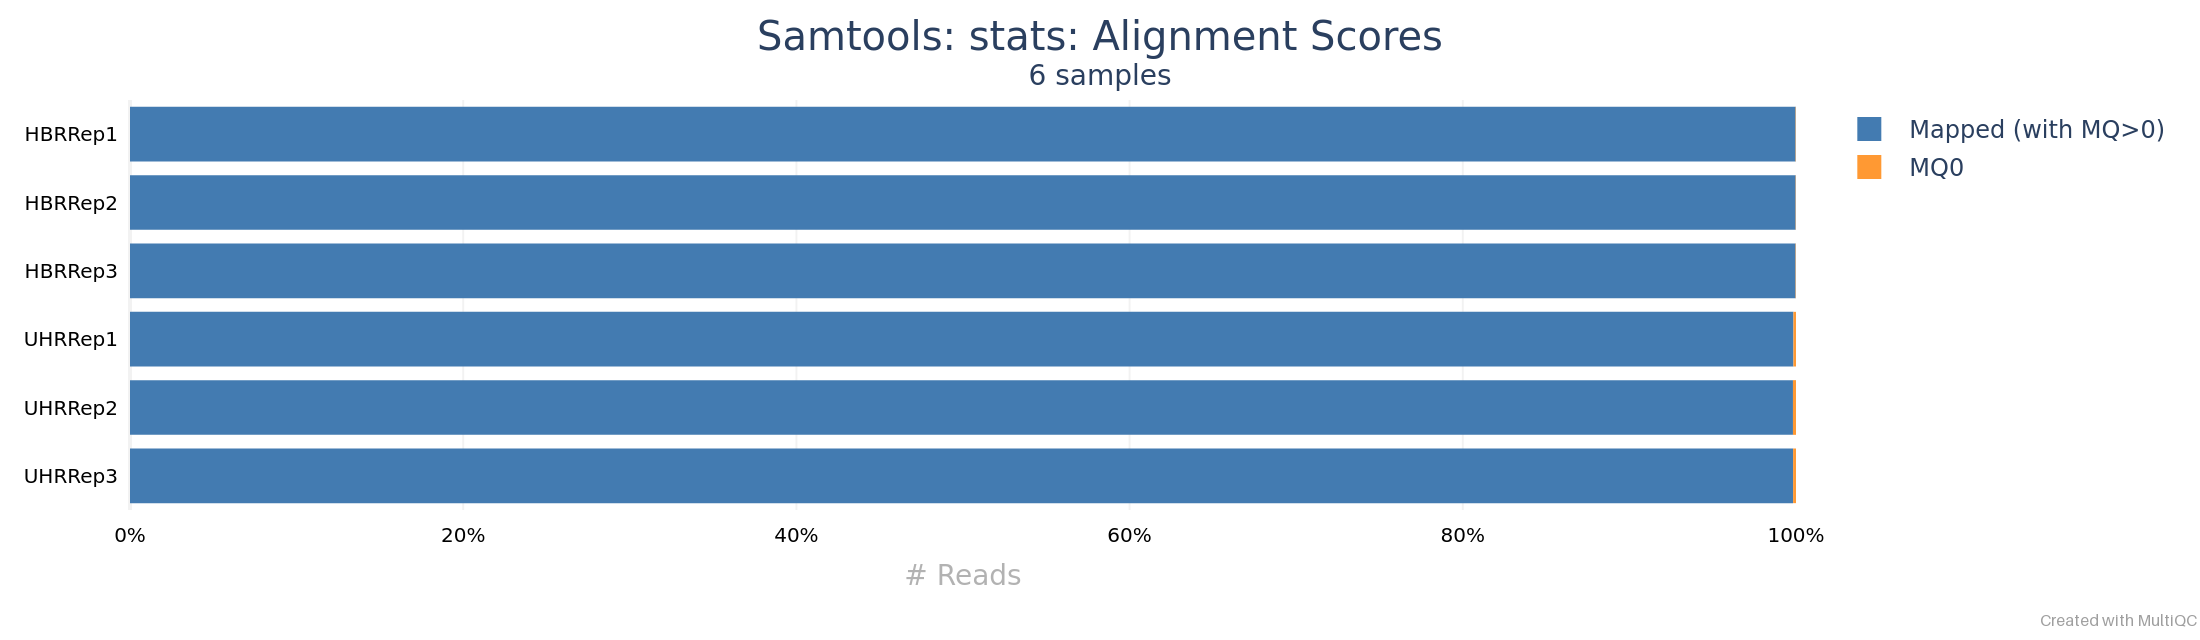 Samtools: stats: Alignment Scores
6 samples
HBRRep1
HBRRep2
HBRRep3
UHRRep1
UHRRep2
UHRRep3
0% 20% 40% 60% 80% 100%
# Reads
Mapped (with MQ>0)
MQ0
Created with MultiQC